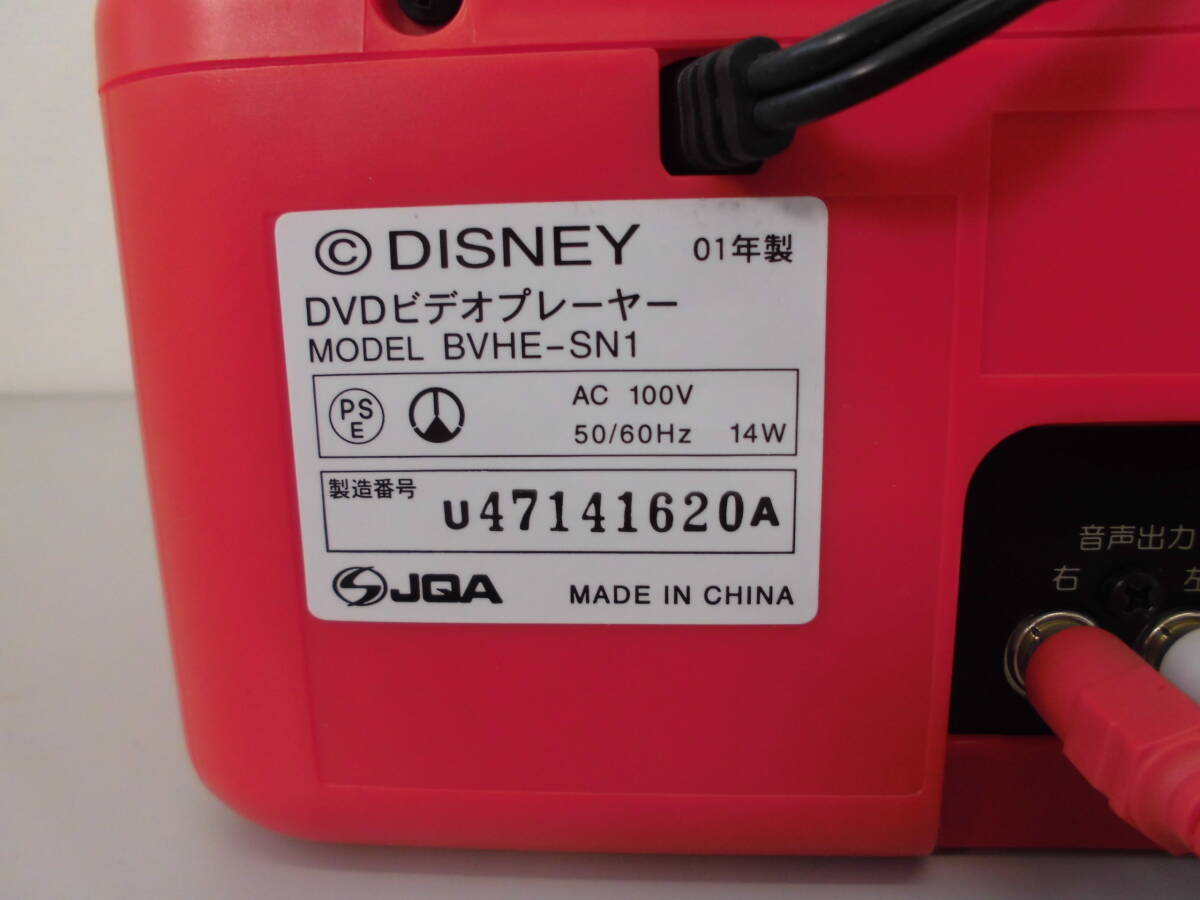 © DISNEY 01年製
DVDビデオプレーヤー
MODEL BVHE-SN1
PS
E
AC 100V
50/60Hz 14W
製造番号
U47141620A
JQA MADE IN CHINA
音声出力
右 左